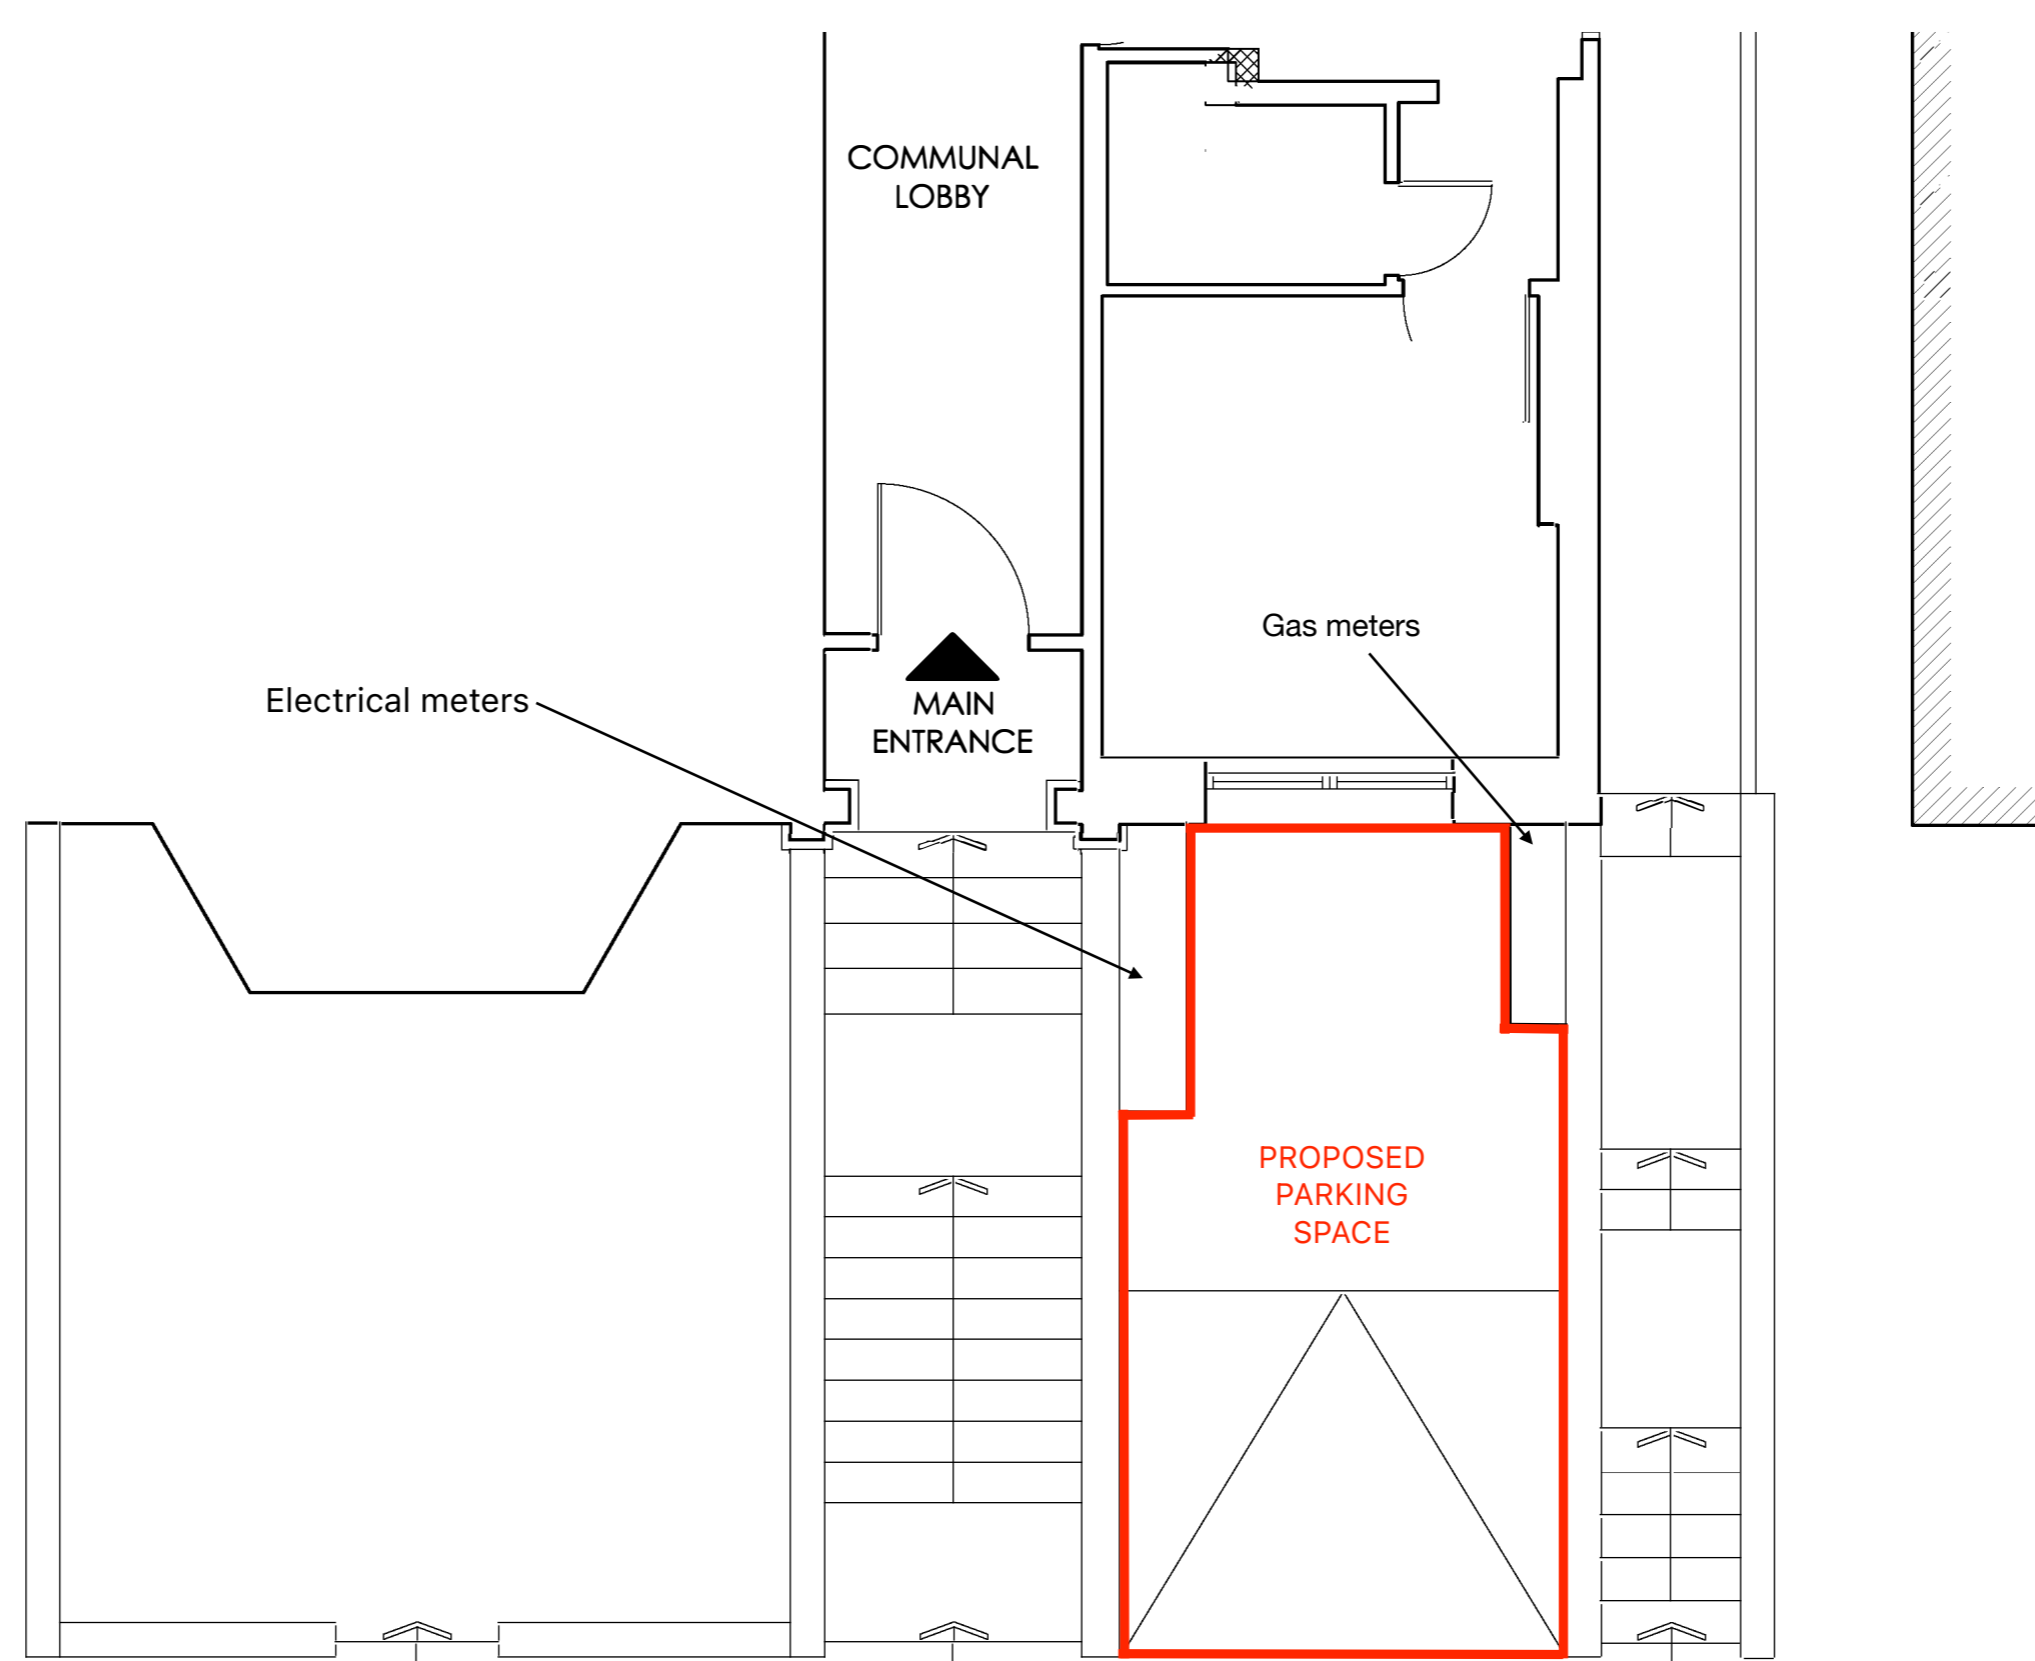 COMMUNAL
LOBBY
Gas meters
Electrical meters
MAIN
ENTRANCE
PROPOSED
PARKING
SPACE